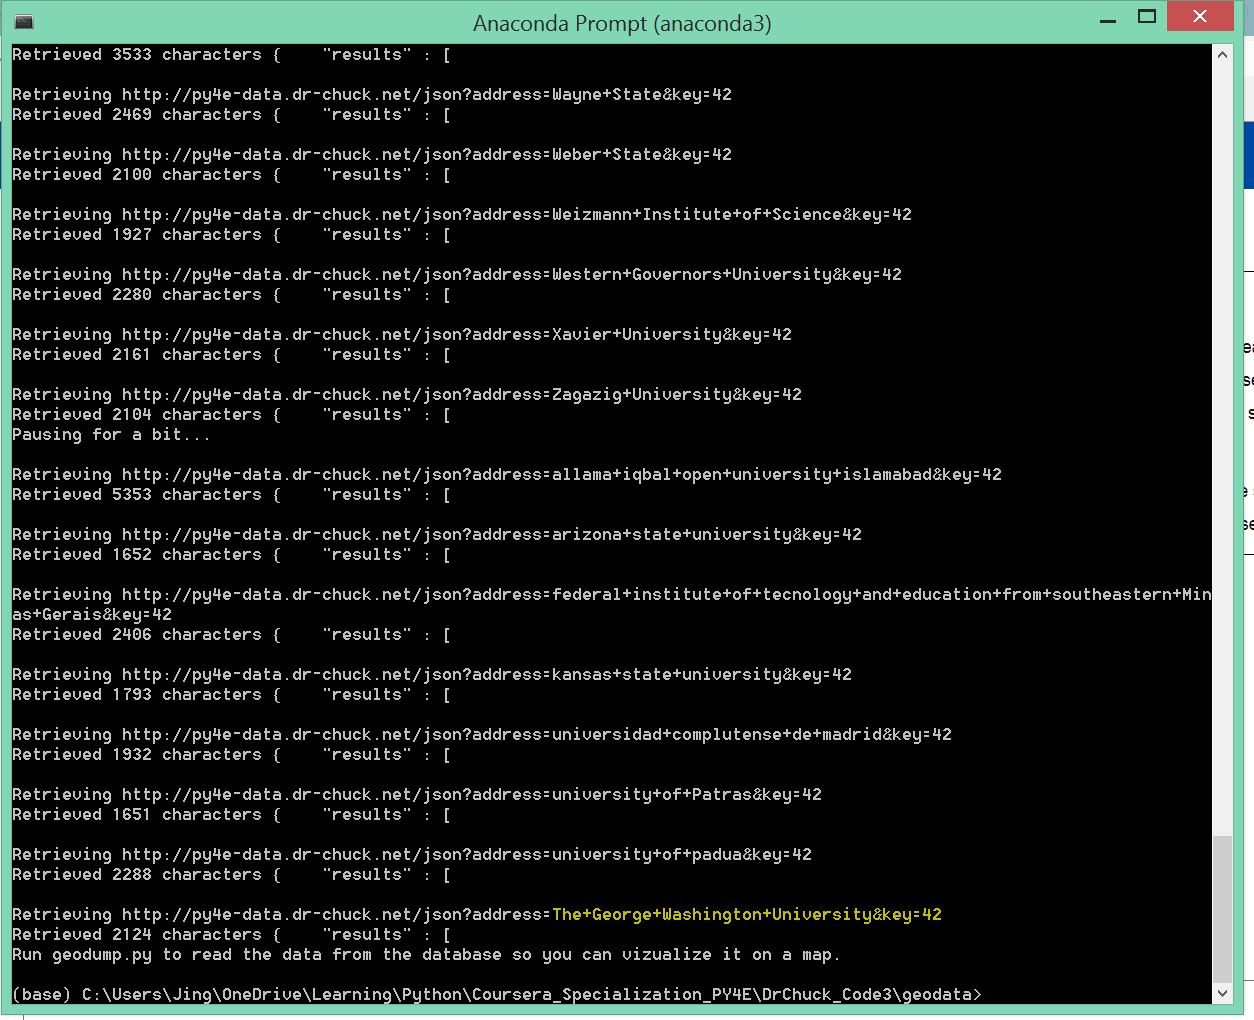 Anaconda Prompt (anaconda3)
Retrieved 3533 characters {    "results" : [
Retrieving http://py4e-data.dr-chuck.net/json?address=Wayne+State&key=42
Retrieved 2469 characters {    "results" : [
Retrieving http://py4e-data.dr-chuck.net/json?address=Weber+State&key=42
Retrieved 2100 characters {    "results" : [
Retrieving http://py4e-data.dr-chuck.net/json?address=Weizmann+Institute+of+Science&key=42
Retrieved 1927 characters {    "results" : [
Retrieving http://py4e-data.dr-chuck.net/json?address=Western+Governors+University&key=42
Retrieved 2280 characters {    "results" : [
Retrieving http://py4e-data.dr-chuck.net/json?address=Xavier+University&key=42
Retrieved 2161 characters {    "results" : [
Retrieving http://py4e-data.dr-chuck.net/json?address=Zagazig+University&key=42
Retrieved 2104 characters {    "results" : [
Pausing for a bit...
Retrieving http://py4e-data.dr-chuck.net/json?address=allama+iqbal+open+university+islamabad&key=42
Retrieved 5353 characters {    "results" : [
Retrieving http://py4e-data.dr-chuck.net/json?address=arizona+state+university&key=42
Retrieved 1652 characters {    "results" : [
Retrieving http://py4e-data.dr-chuck.net/json?address=federal+institute+of+tecnology+and+education+from+southeastern+Min
as+Gerais&key=42
Retrieved 2406 characters {    "results" : [
Retrieving http://py4e-data.dr-chuck.net/json?address=kansas+state+university&key=42
Retrieved 1793 characters {    "results" : [
Retrieving http://py4e-data.dr-chuck.net/json?address=universidad+complutense+de+madrid&key=42
Retrieved 1932 characters {    "results" : [
Retrieving http://py4e-data.dr-chuck.net/json?address=university+of+Patras&key=42
Retrieved 1651 characters {    "results" : [
Retrieving http://py4e-data.dr-chuck.net/json?address=university+of+padua&key=42
Retrieved 2288 characters {    "results" : [
Retrieving http://py4e-data.dr-chuck.net/json?address=The+George+Washington+University&key=42
Retrieved 2124 characters {    "results" : [
Run geodump.py to read the data from the database so you can vizualize it on a map.
(base) C:\Users\Jing\OneDrive\Learning\Python\Coursera_Specialization_PY4E\DrChuck_Code3\geodata>